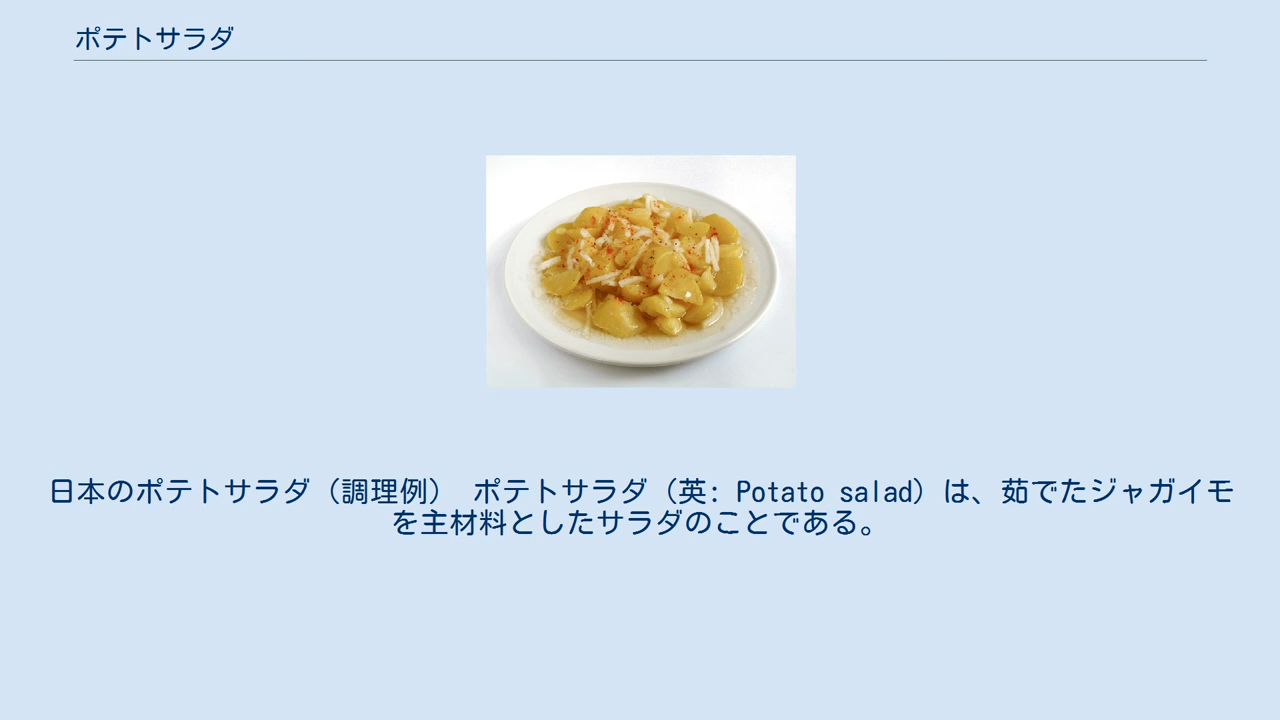 ポテトサラダ
日本のポテトサラダ（調理例） ポテトサラダ（英: Potato salad）は、茹でたジャガイモ
を主材料としたサラダのことである。